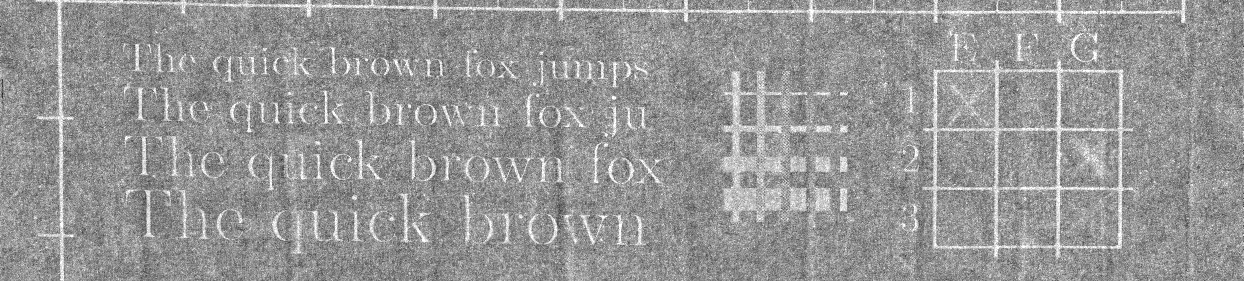 The quick brown fox jumps
The quick brown fox ju
The quick brown fox
The quick brown
E F G
1
2
3